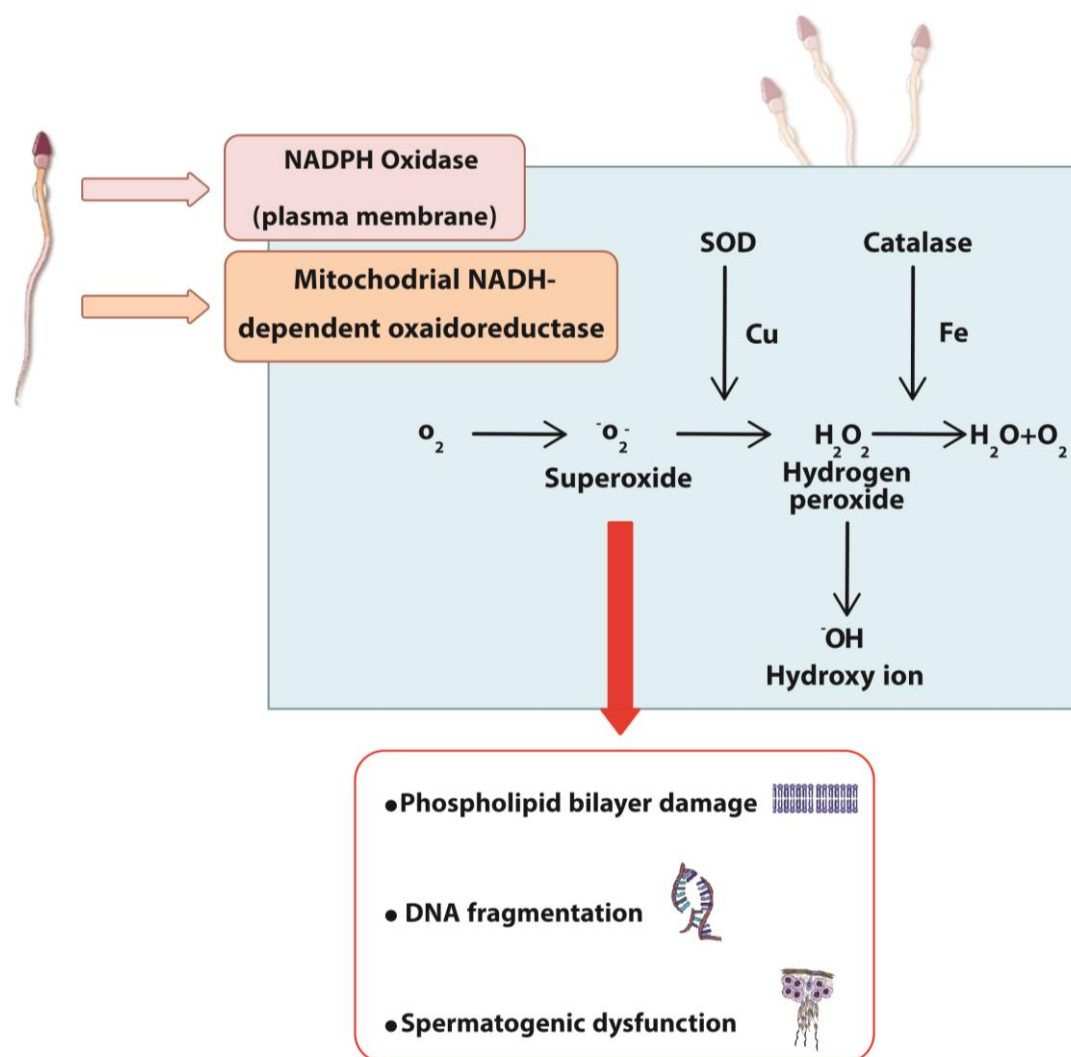 NADPH Oxidase
(plasma membrane)
Mitochodrial NADH-
dependent oxaidoreductase
SOD
Catalase
Cu
Fe
O₂
⁻O₂⁻
H₂O₂
H₂O+O₂
Superoxide
Hydrogen
peroxide
⁻OH
Hydroxy ion
•Phospholipid bilayer damage
• DNA fragmentation
•Spermatogenic dysfunction